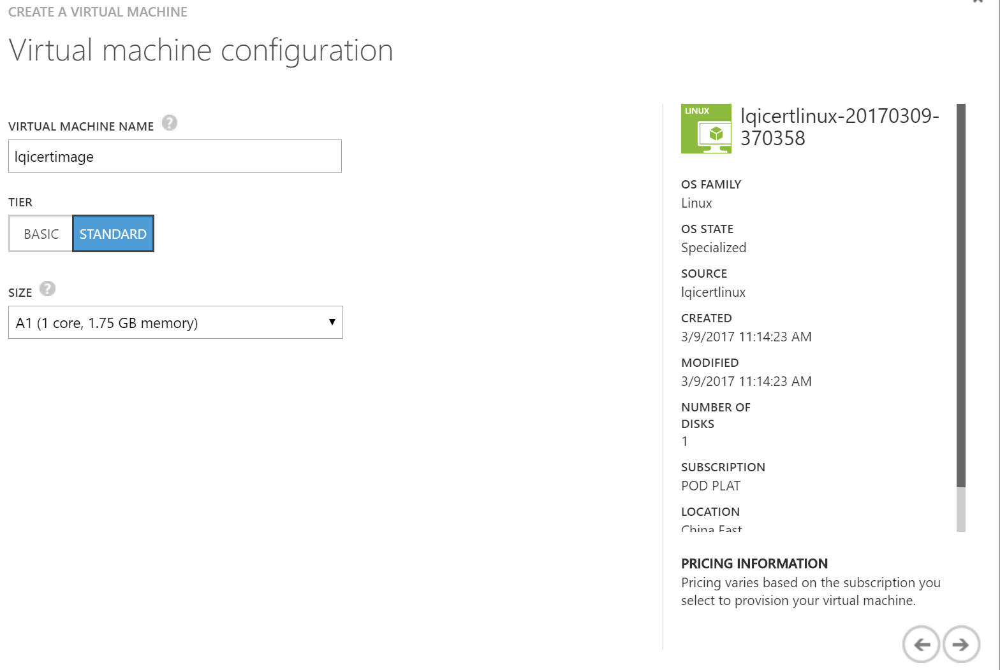 CREATE A VIRTUAL MACHINE
Virtual machine configuration
VIRTUAL MACHINE NAME ?
lqicertimage
TIER
BASIC STANDARD
SIZE ?
A1 (1 core, 1.75 GB memory)
LINUX
lqicertlinux-20170309-
370358
OS FAMILY
Linux
OS STATE
Specialized
SOURCE
lqicertlinux
CREATED
3/9/2017 11:14:23 AM
MODIFIED
3/9/2017 11:14:23 AM
NUMBER OF
DISKS
1
SUBSCRIPTION
POD PLAT
LOCATION
China East
PRICING INFORMATION
Pricing varies based on the subscription you
select to provision your virtual machine.